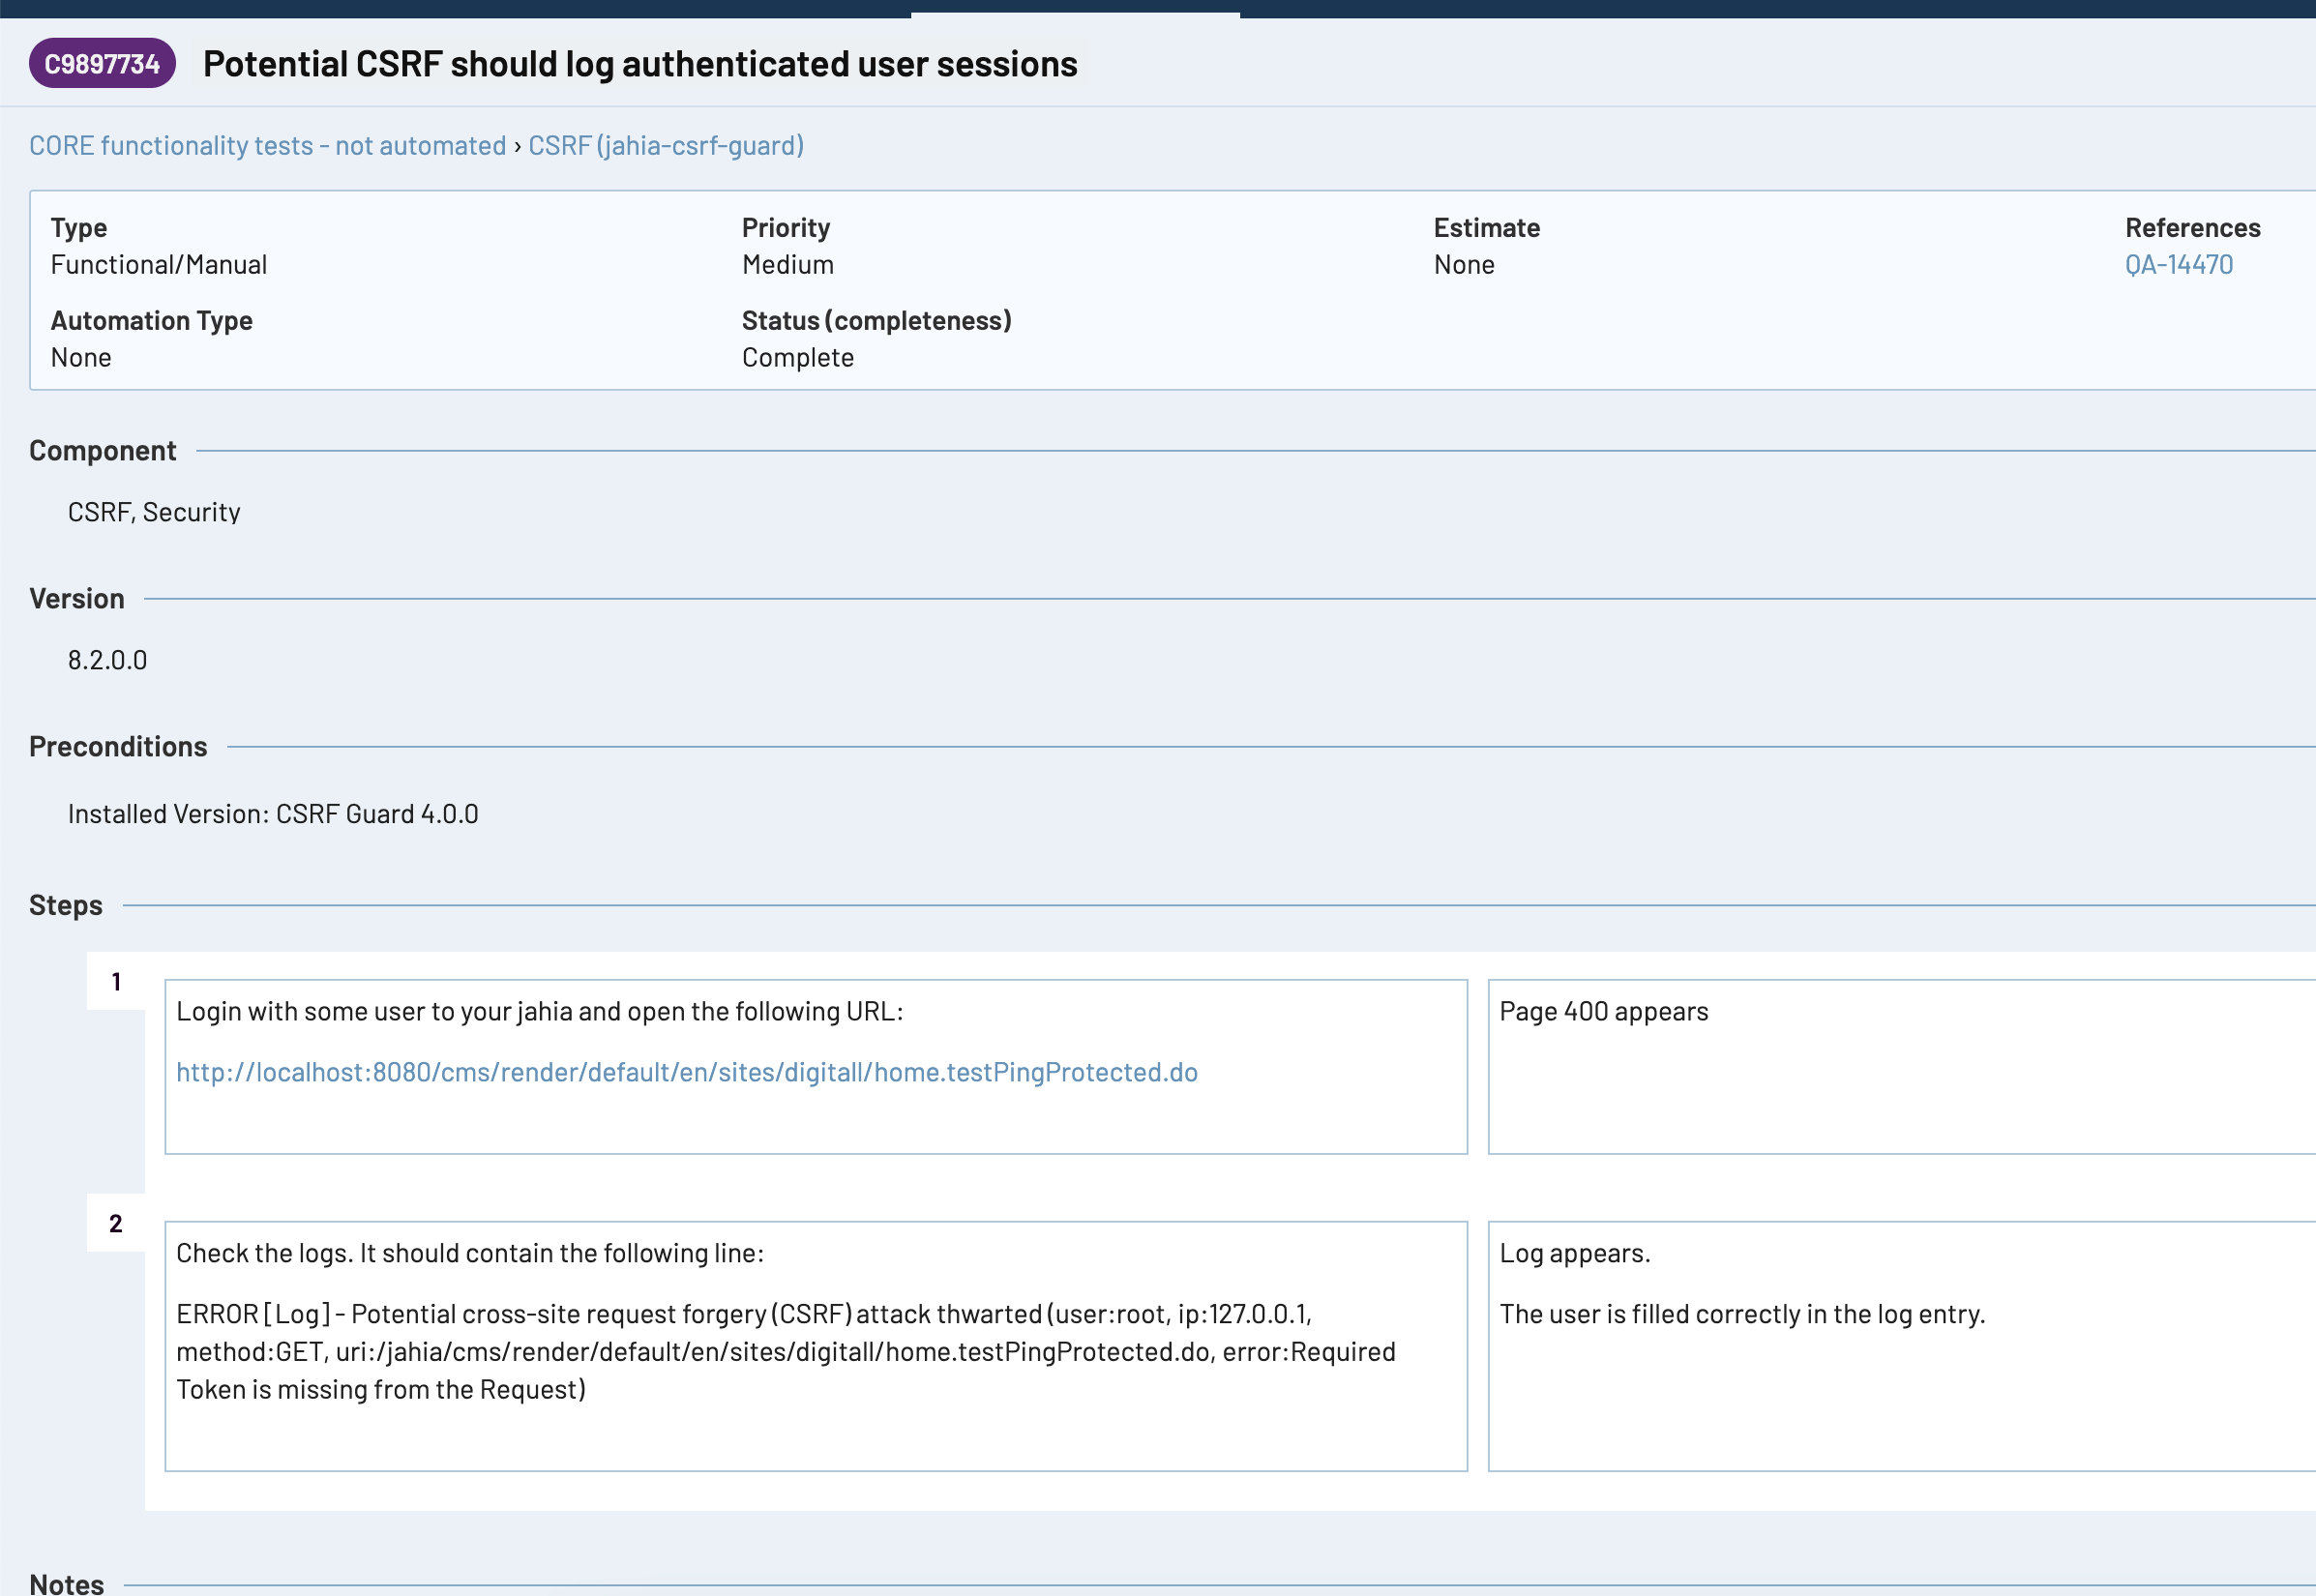 C9897734 Potential CSRF should log authenticated user sessions
CORE functionality tests - not automated › CSRF (jahia-csrf-guard)
Type Priority Estimate References
Functional/Manual Medium None QA-14470
Automation Type Status (completeness)
None Complete
Component
CSRF, Security
Version
8.2.0.0
Preconditions
Installed Version: CSRF Guard 4.0.0
Steps
1
Login with some user to your jahia and open the following URL:
http://localhost:8080/cms/render/default/en/sites/digitall/home.testPingProtected.do
Page 400 appears
2
Check the logs. It should contain the following line:
ERROR [Log] - Potential cross-site request forgery (CSRF) attack thwarted (user:root, ip:127.0.0.1,
method:GET, uri:/jahia/cms/render/default/en/sites/digitall/home.testPingProtected.do, error:Required
Token is missing from the Request)
Log appears.
The user is filled correctly in the log entry.
Notes